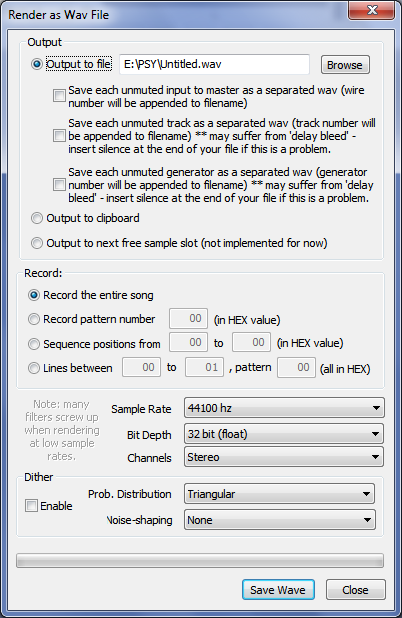 Render as Wav File
Output
Output to file E:\PSY\Untitled.wav Browse
Save each unmuted input to master as a separated wav (wire
number will be appended to filename)
Save each unmuted track as a separated wav (track number will
be appended to filename) ** may suffer from 'delay bleed' -
insert silence at the end of your file if this is a problem.
Save each unmuted generator as a separated wav (generator
number will be appended to filename) ** may suffer from 'delay
bleed' - insert silence at the end of your file if this is a problem.
Output to clipboard
Output to next free sample slot (not implemented for now)
Record:
Record the entire song
Record pattern number 00 (in HEX value)
Sequence positions from 00 to 00 (in HEX value)
Lines between 00 to 01 , pattern 00 (all in HEX)
Note: many
filters screw up
when rendering
at low sample
rates.
Sample Rate 44100 hz
Bit Depth 32 bit (float)
Channels Stereo
Dither
Enable
Prob. Distribution Triangular
Noise-shaping None
Save Wave Close